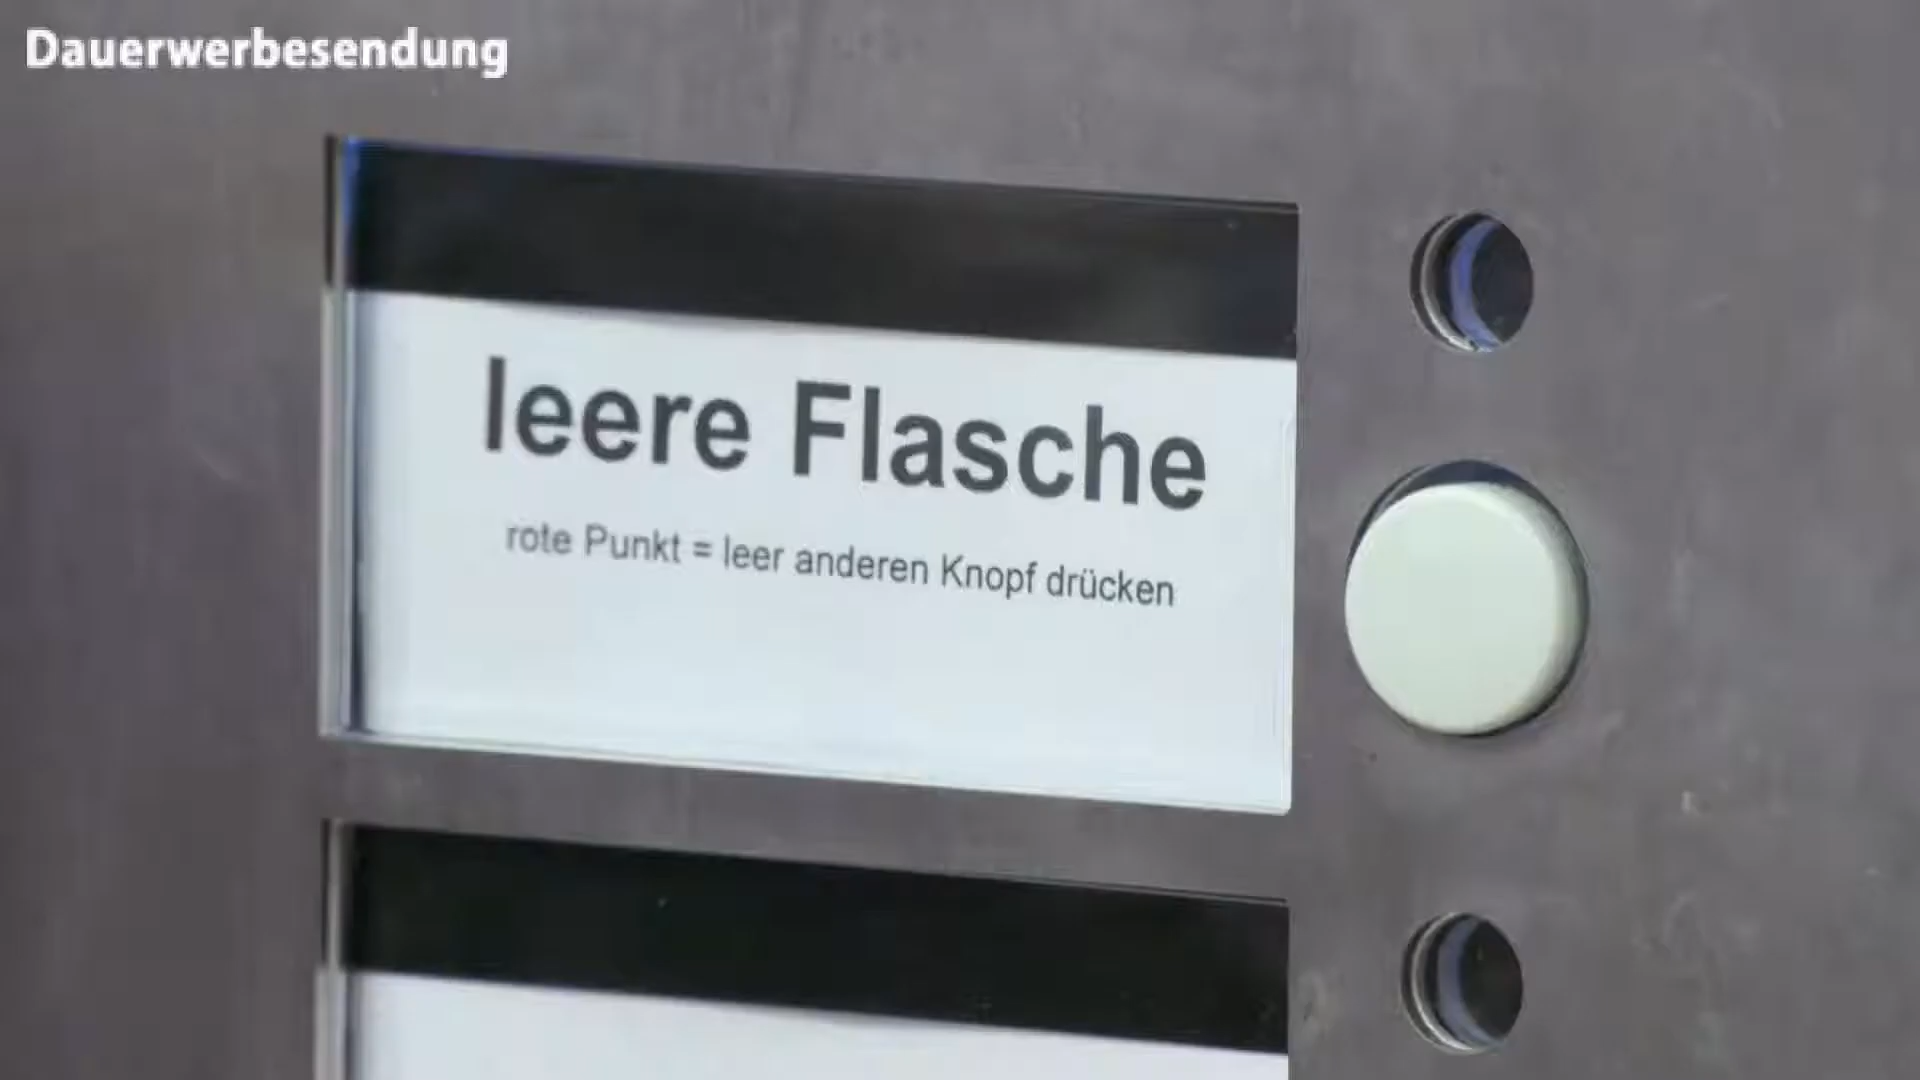 Dauerwerbesendung
leere Flasche
rote Punkt = leer anderen Knopf drücken